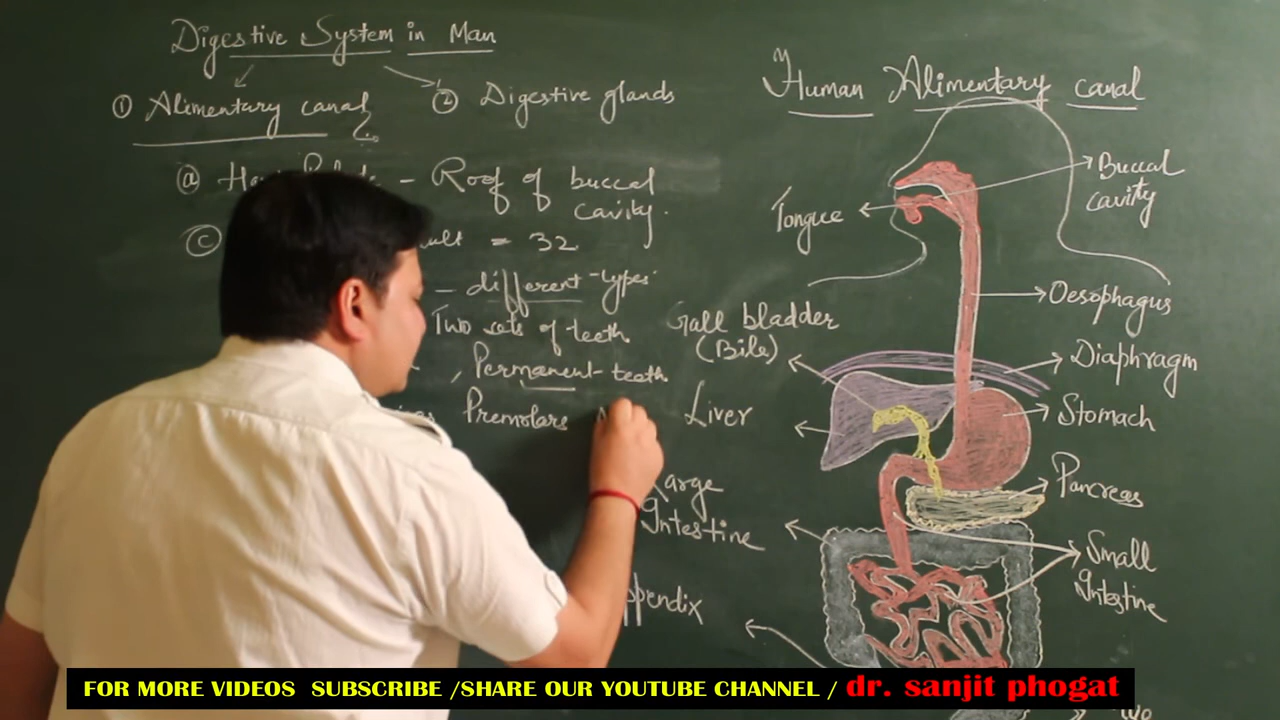 Digestive System in Man
① Alimentary canal
② Digestive glands
ⓐ - Roof of buccal
cavity.
ⓒ = 32
- different types
Two sets of teeth
, Permanent teeth
Premolars
Human Alimentary canal
Buccal
cavity
Tongue
Oesophagus
Gall bladder
(Bile)
Diaphragm
Liver
Stomach
Pancreas
Large
Intestine
Small
Intestine
FOR MORE VIDEOS SUBSCRIBE /SHARE OUR YOUTUBE CHANNEL / dr. sanjit phogat